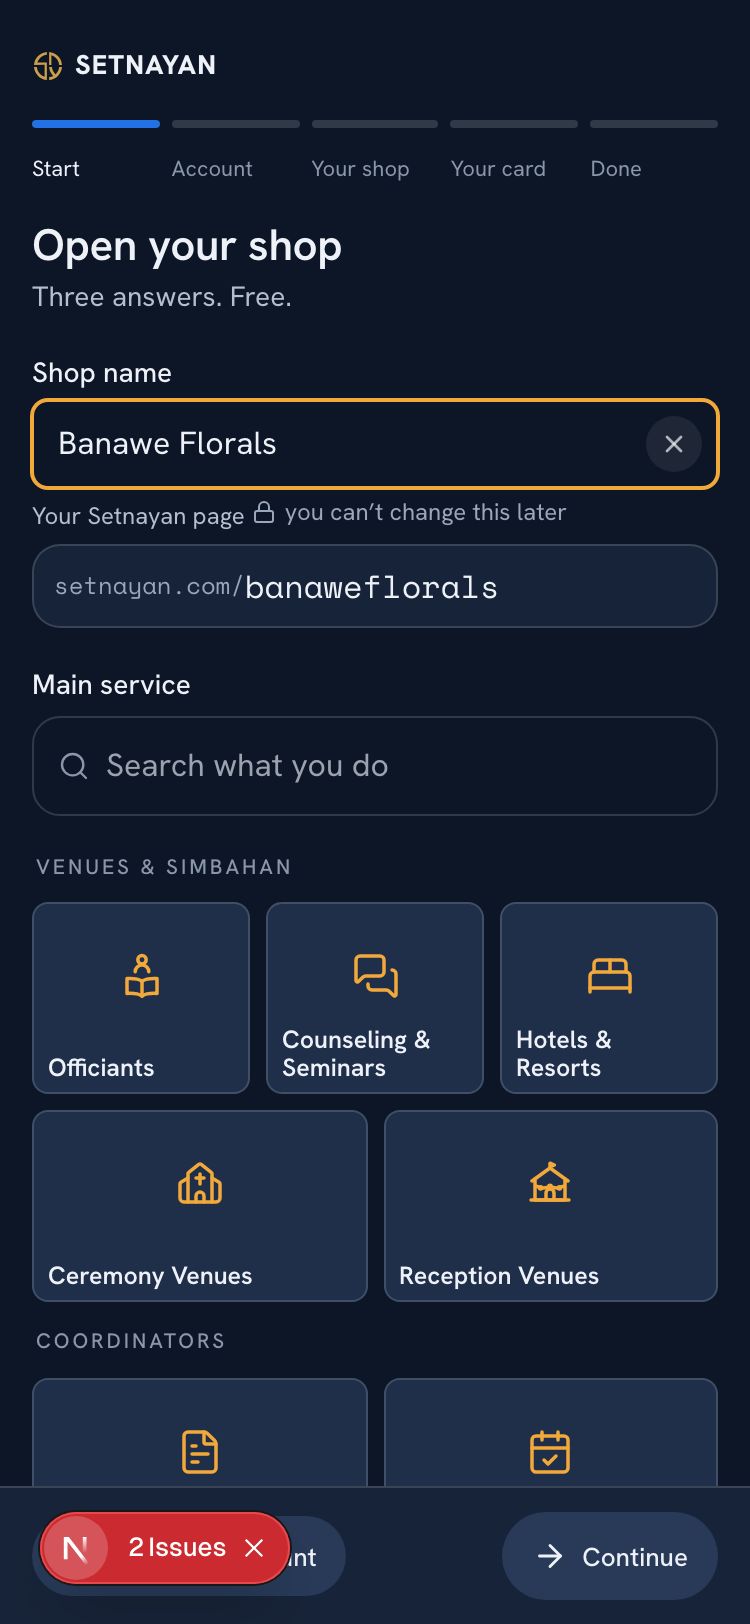 SETNAYAN
Start Account Your shop Your card Done
Open your shop
Three answers. Free.
Shop name
Banawe Florals
Your Setnayan page you can’t change this later
setnayan.com/banaweflorals
Main service
Search what you do
VENUES & SIMBAHAN
Officiants
Counseling &
Seminars
Hotels &
Resorts
Ceremony Venues
Reception Venues
COORDINATORS
N 2 Issues
Continue